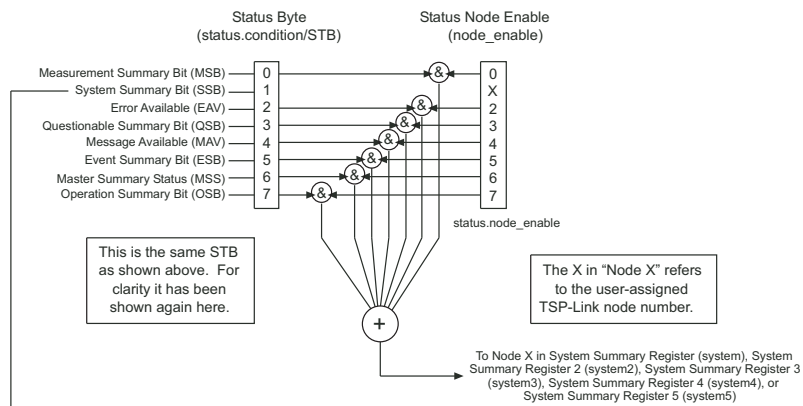 Status Byte
(status.condition/STB)
Status Node Enable
(node_enable)
Measurement Summary Bit (MSB)
System Summary Bit (SSB)
Error Available (EAV)
Questionable Summary Bit (QSB)
Message Available (MAV)
Event Summary Bit (ESB)
Master Summary Status (MSS)
Operation Summary Bit (OSB)
0
1
2
3
4
5
6
7
&
&
&
&
&
&
&
0
X
2
3
4
5
6
7
status.node_enable
This is the same STB
as shown above. For
clarity it has been
shown again here.
The X in “Node X” refers
to the user-assigned
TSP-Link node number.
+
To Node X in System Summary Register (system), System
Summary Register 2 (system2), System Summary Register 3
(system3), System Summary Register 4 (system4), or
System Summary Register 5 (system5)